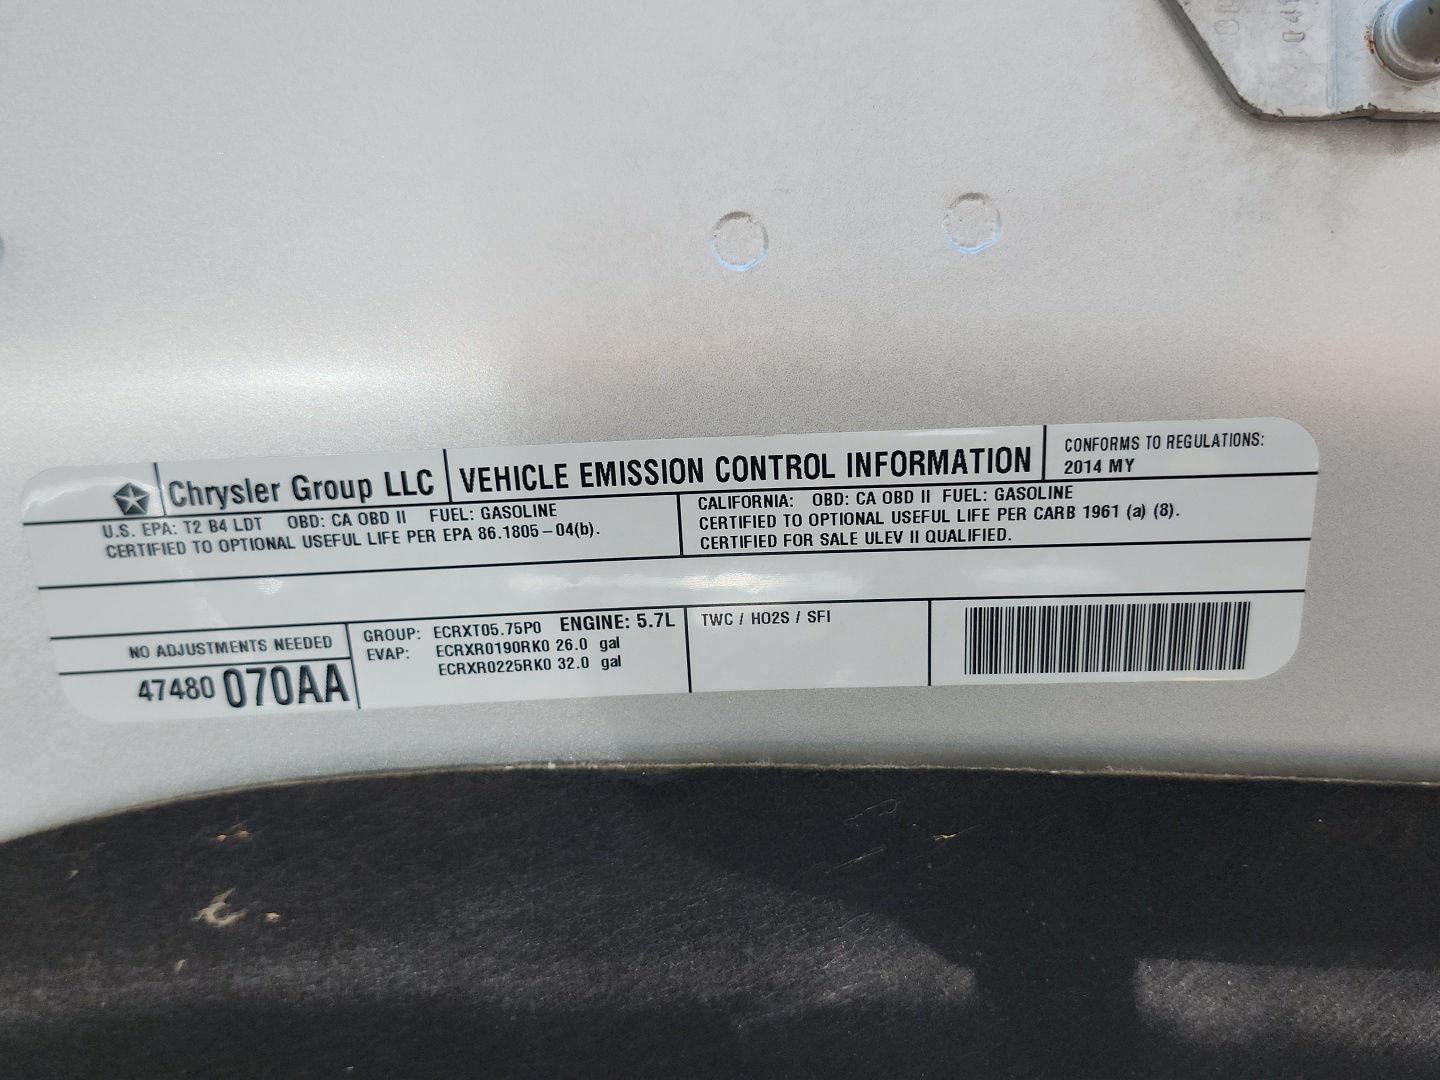 Chrysler Group LLC
VEHICLE EMISSION CONTROL INFORMATION
CONFORMS TO REGULATIONS:
2014 MY
U.S. EPA: T2 B4 LDT OBD: CA OBD II FUEL: GASOLINE
CERTIFIED TO OPTIONAL USEFUL LIFE PER EPA 86.1805-04(b).
CALIFORNIA: OBD: CA OBD II FUEL: GASOLINE
CERTIFIED TO OPTIONAL USEFUL LIFE PER CARB 1961 (a) (8).
CERTIFIED FOR SALE ULEV II QUALIFIED.
NO ADJUSTMENTS NEEDED
47480 070AA
GROUP: ECRXT05.75P0 ENGINE: 5.7L
EVAP: ECRXR0190RK0 26.0 gal
ECRXR0225RK0 32.0 gal
TWC / HO2S / SFI